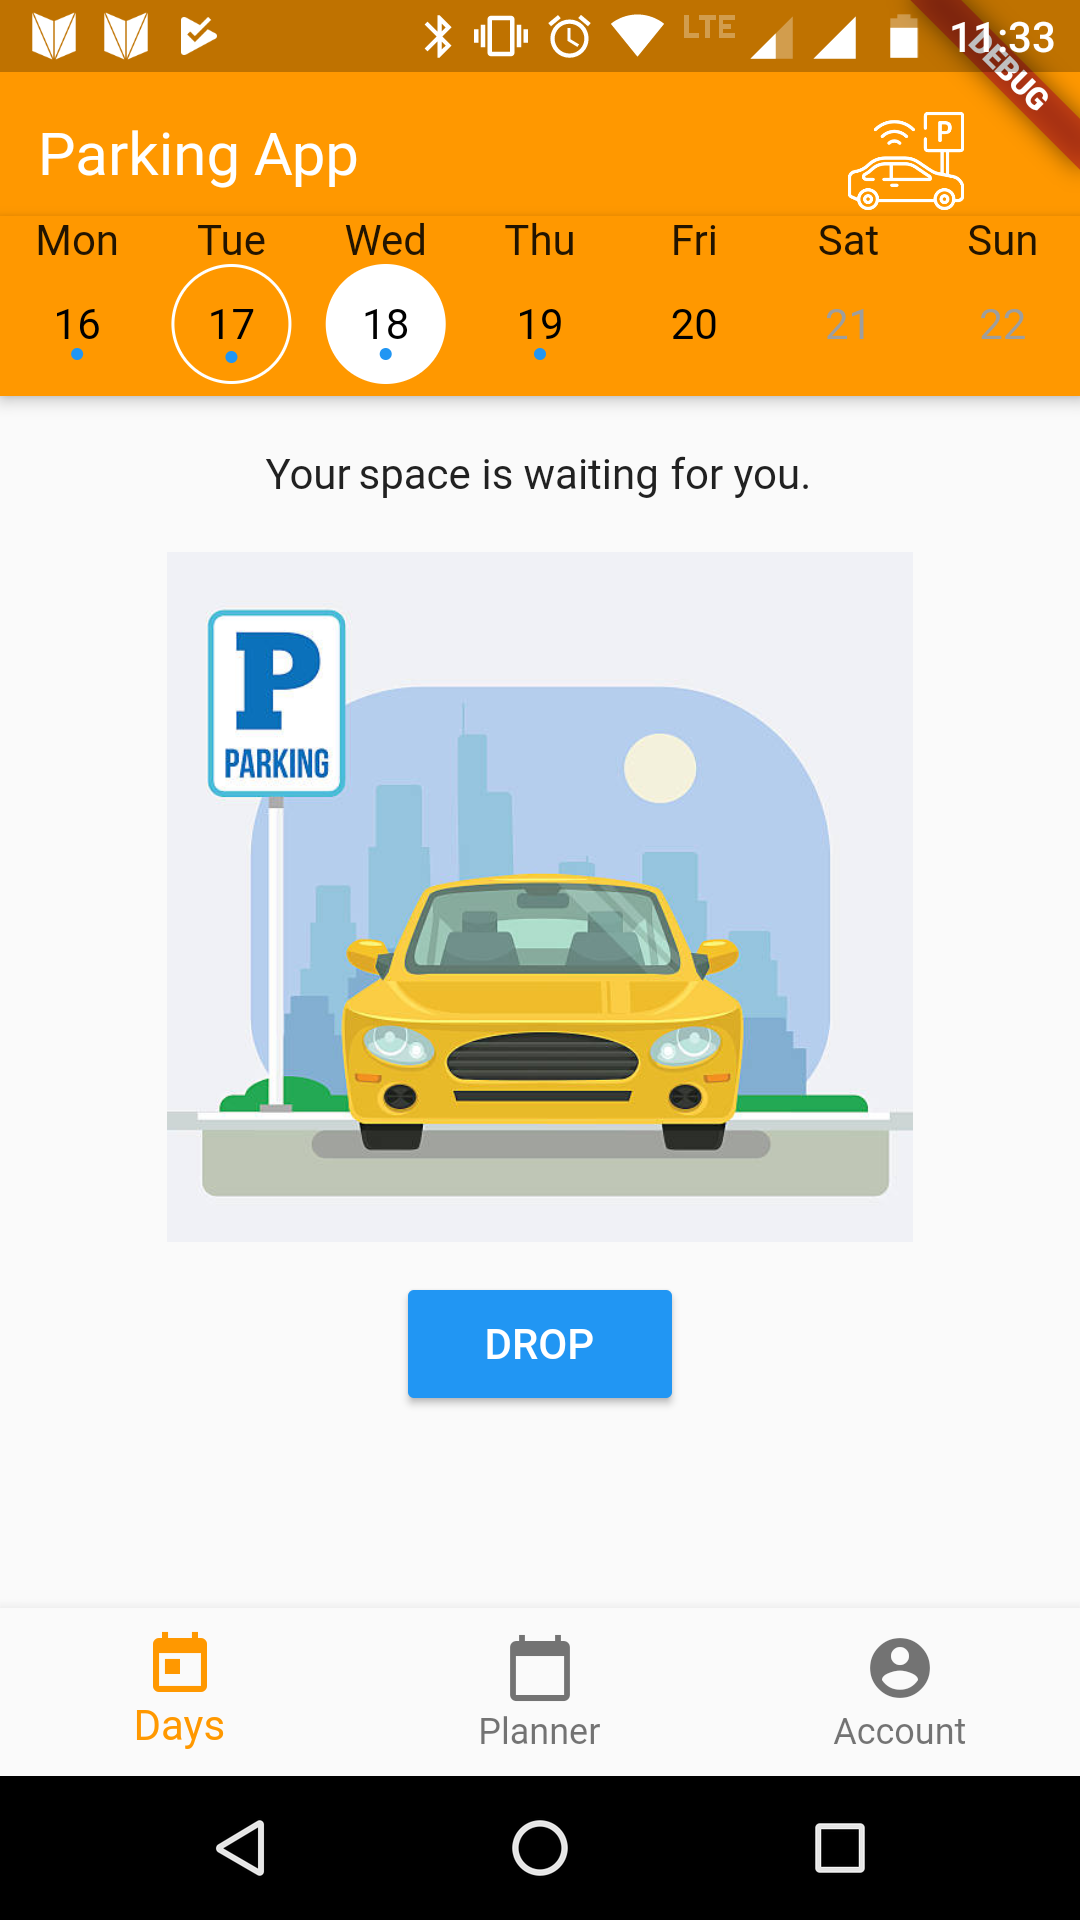 LTE 11:33
DEBUG
Parking App
P
Mon Tue Wed Thu Fri Sat Sun
16 17 18 19 20 21 22
Your space is waiting for you.
P
PARKING
DROP
Days Planner Account